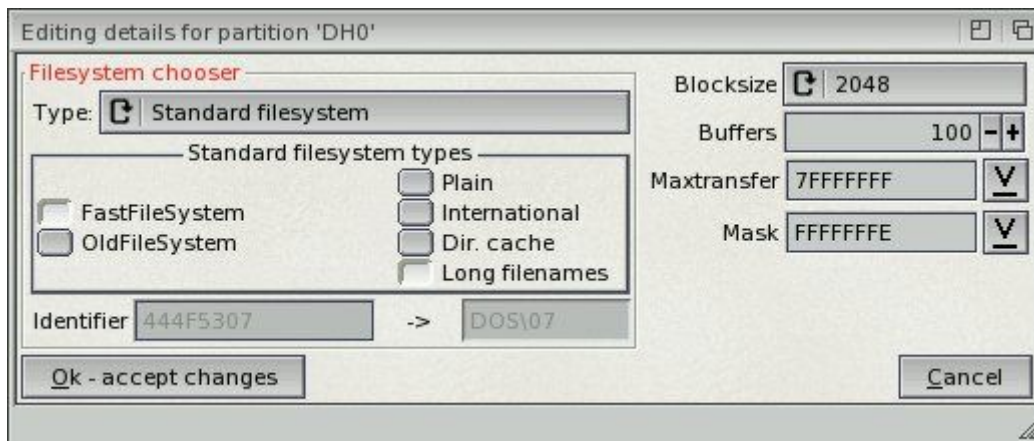 Editing details for partition 'DH0'
Filesystem chooser
Type: Standard filesystem
Standard filesystem types
FastFileSystem
OldFileSystem
Plain
International
Dir. cache
Long filenames
Identifier 444F5307 -> DOS\07
Blocksize 2048
Buffers 100 - +
Maxtransfer 7FFFFFFF
Mask FFFFFFFE
Ok - accept changes
Cancel